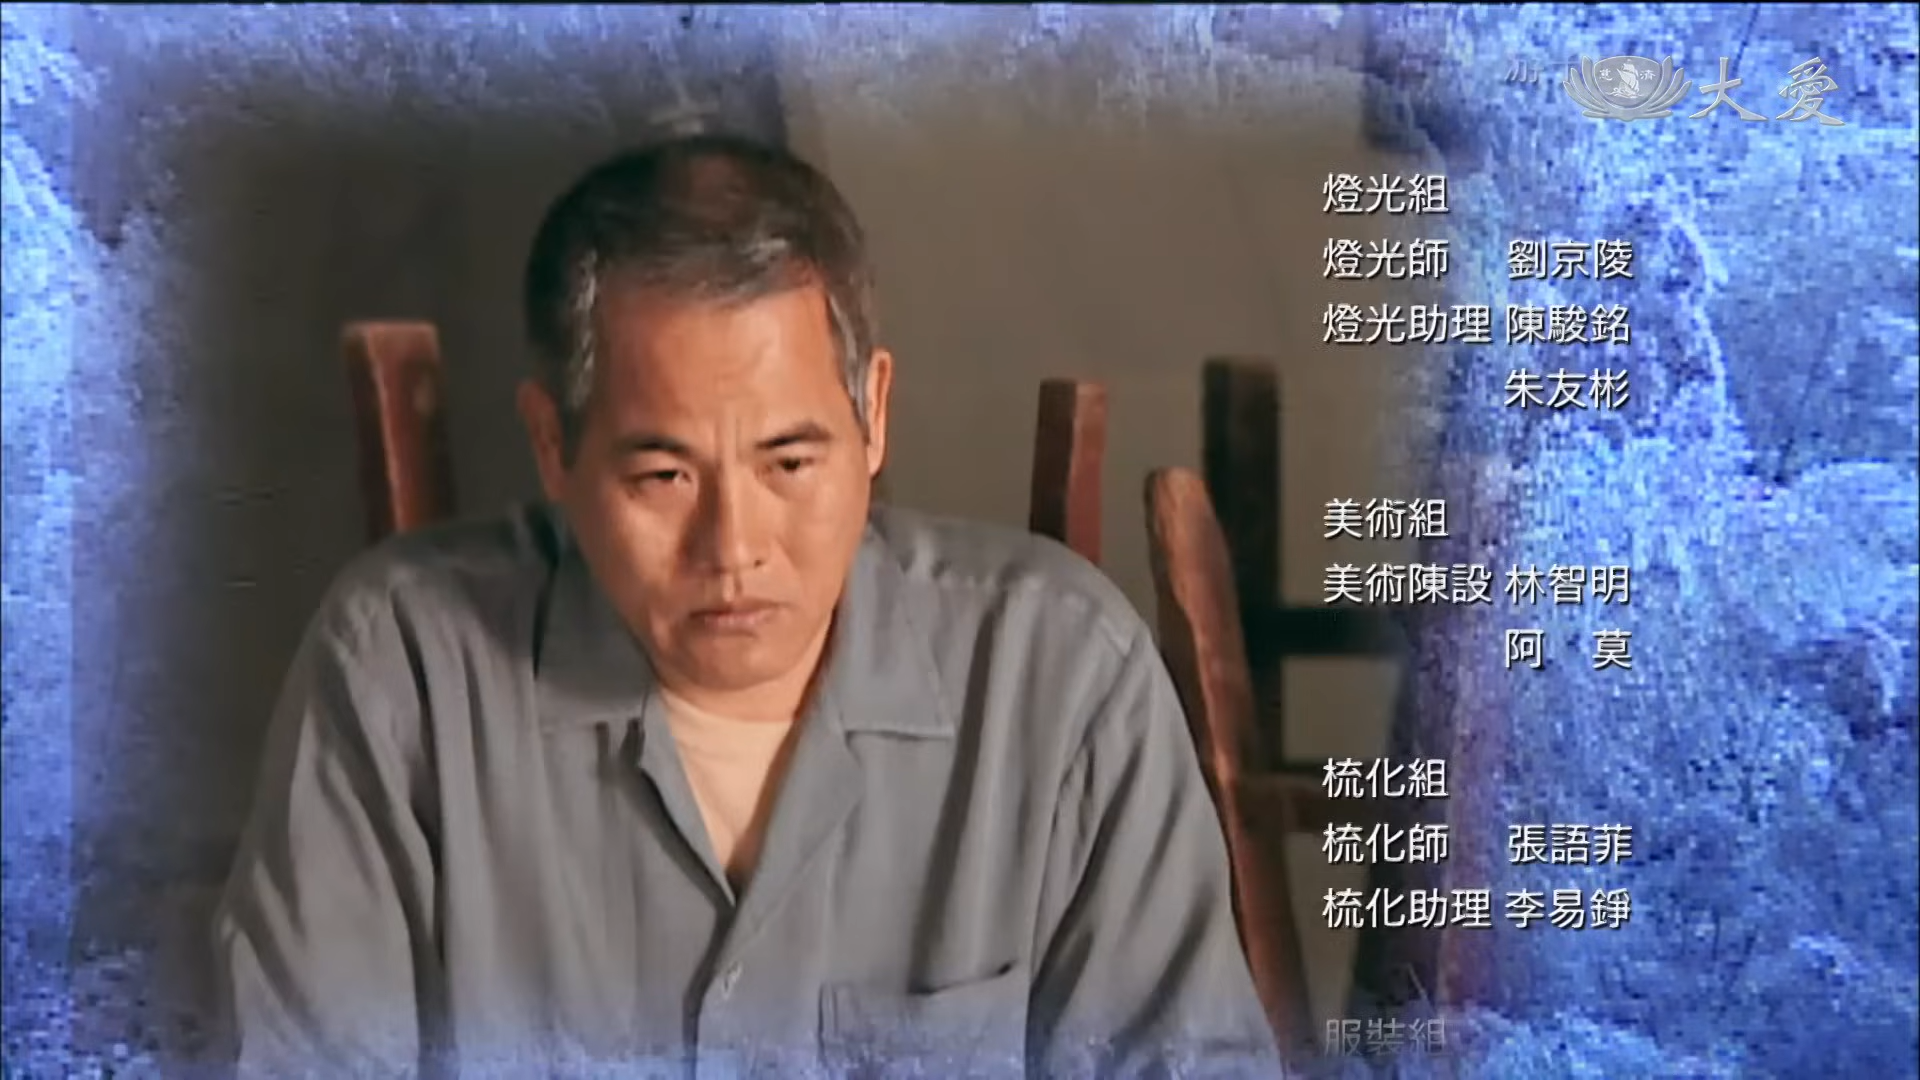 慈濟 大愛
燈光組
燈光師 劉京陵
燈光助理 陳駿銘
朱友彬
美術組
美術陳設 林智明
阿 莫
梳化組
梳化師 張語菲
梳化助理 李易錚
服裝組